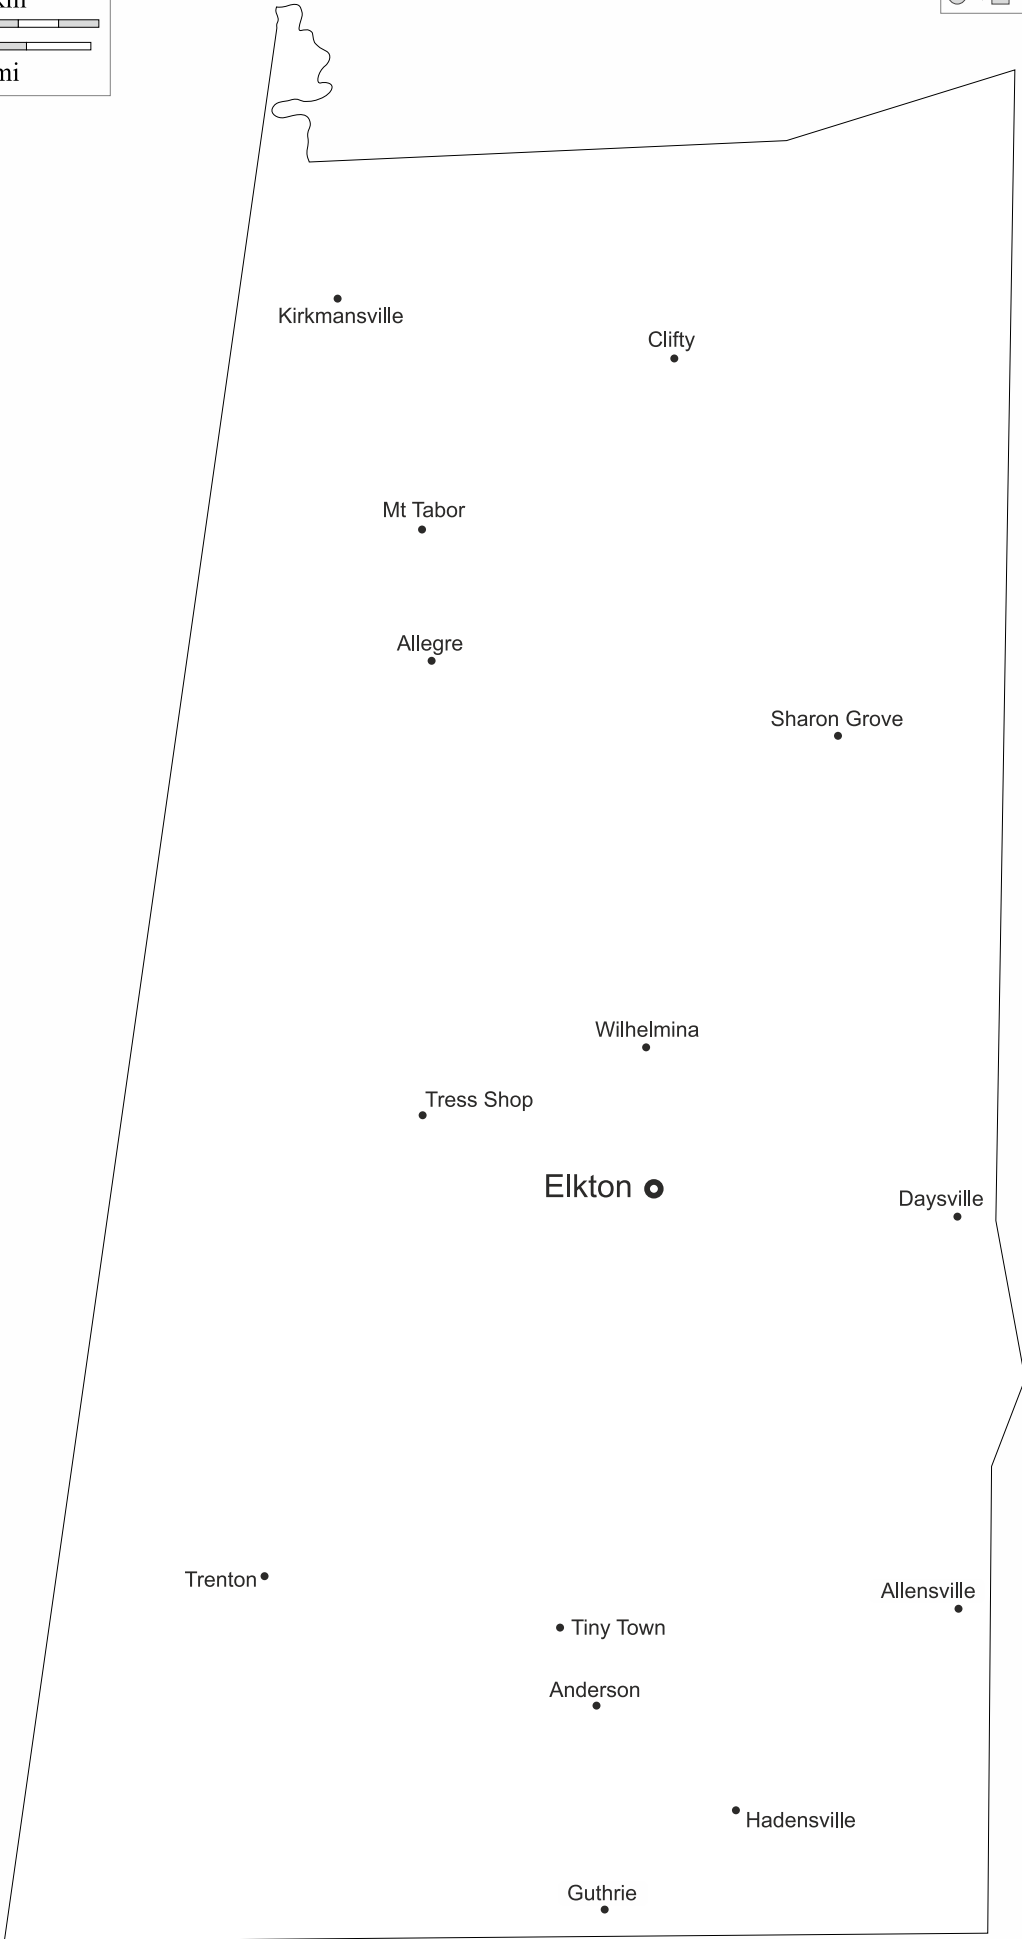 mi
Kirkmansville
Clifty
Mt Tabor
Allegre
Sharon Grove
Wilhelmina
Tress Shop
Elkton
Daysville
Trenton
Allensville
Tiny Town
Anderson
Hadensville
Guthrie